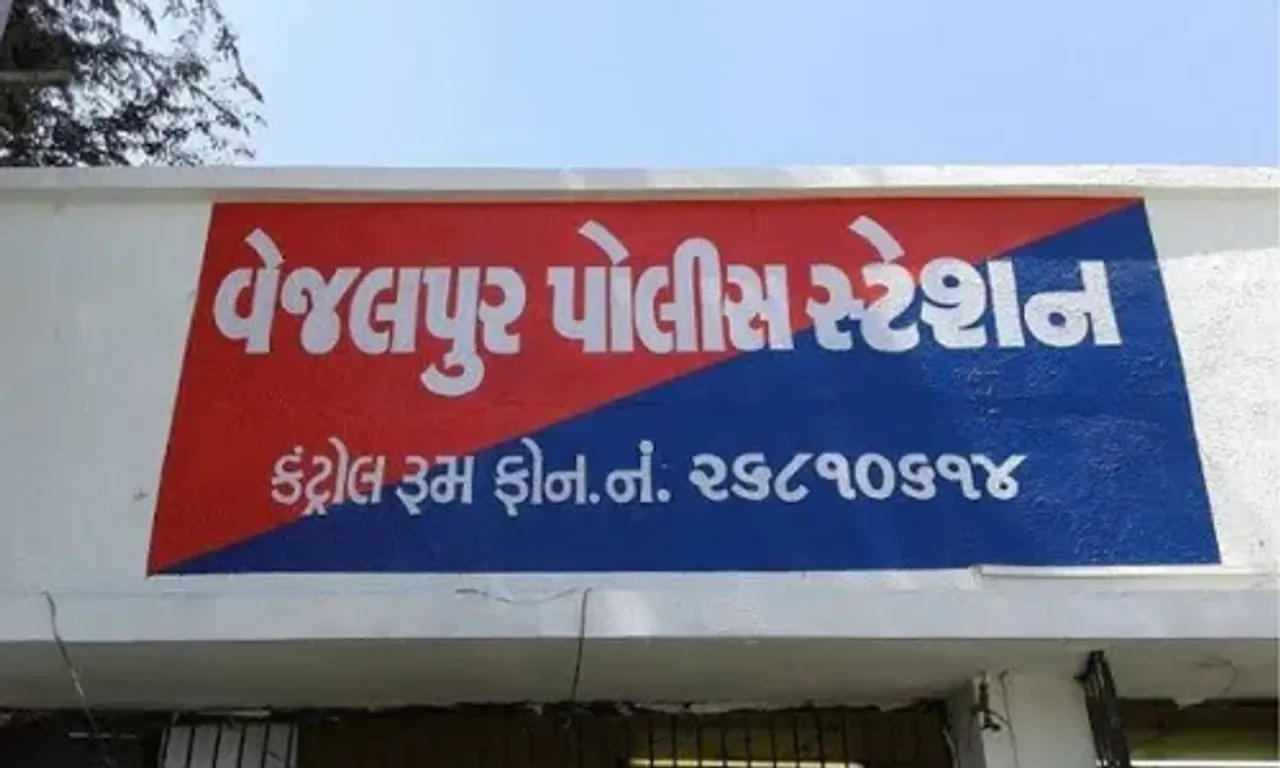 વેજલપુર પોલીસ સ્ટેશન
કંટ્રોલ રૂમ ફોન.નં. ૨૬૮૧૦૬૧૪